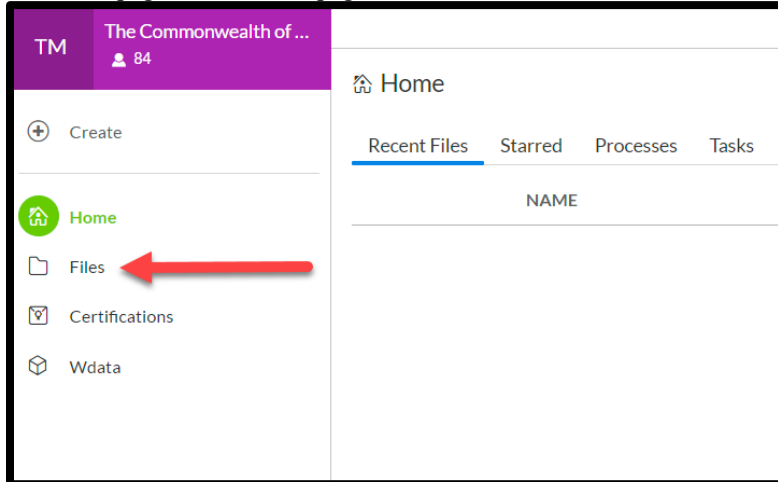 TM
The Commonwealth of ...
84
Create
Home
Files
Certifications
Wdata
Home
Recent Files Starred Processes Tasks
NAME